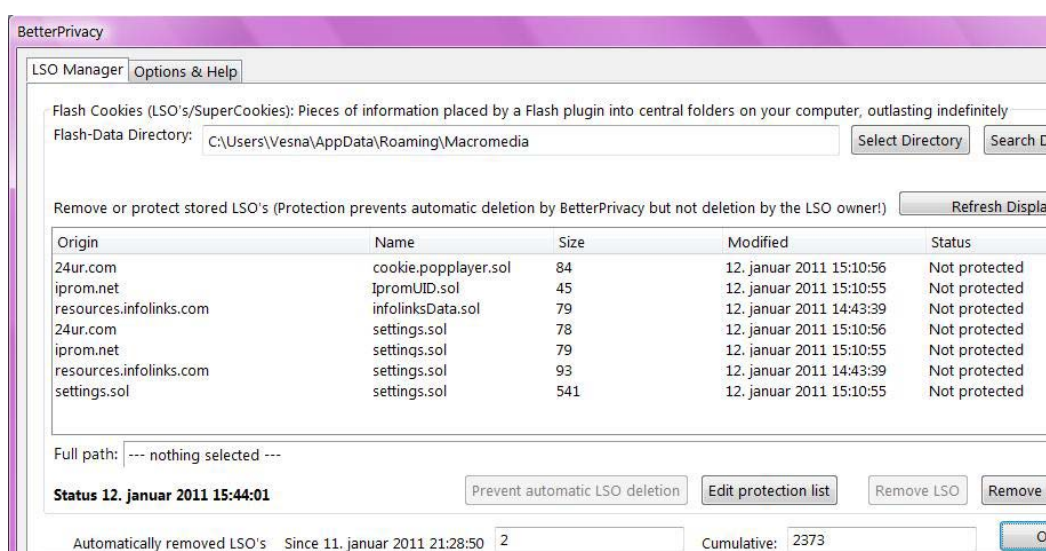 BetterPrivacy
LSO Manager Options & Help
Flash Cookies (LSO's/SuperCookies): Pieces of information placed by a Flash plugin into central folders on your computer, outlasting indefinitely
Flash-Data Directory: C:\Users\Vesna\AppData\Roaming\Macromedia Select Directory Search D
Remove or protect stored LSO's (Protection prevents automatic deletion by BetterPrivacy but not deletion by the LSO owner!) Refresh Displa
Origin Name Size Modified Status
24ur.com cookie.popplayer.sol 84 12. januar 2011 15:10:56 Not protected
iprom.net IpromUID.sol 45 12. januar 2011 15:10:55 Not protected
resources.infolinks.com infolinksData.sol 79 12. januar 2011 14:43:39 Not protected
24ur.com settings.sol 78 12. januar 2011 15:10:56 Not protected
iprom.net settings.sol 79 12. januar 2011 15:10:55 Not protected
resources.infolinks.com settings.sol 93 12. januar 2011 14:43:39 Not protected
settings.sol settings.sol 541 12. januar 2011 15:10:55 Not protected
Full path: --- nothing selected ---
Status 12. januar 2011 15:44:01 Prevent automatic LSO deletion Edit protection list Remove LSO Remove
Automatically removed LSO's Since 11. januar 2011 21:28:50 2 Cumulative: 2373 O